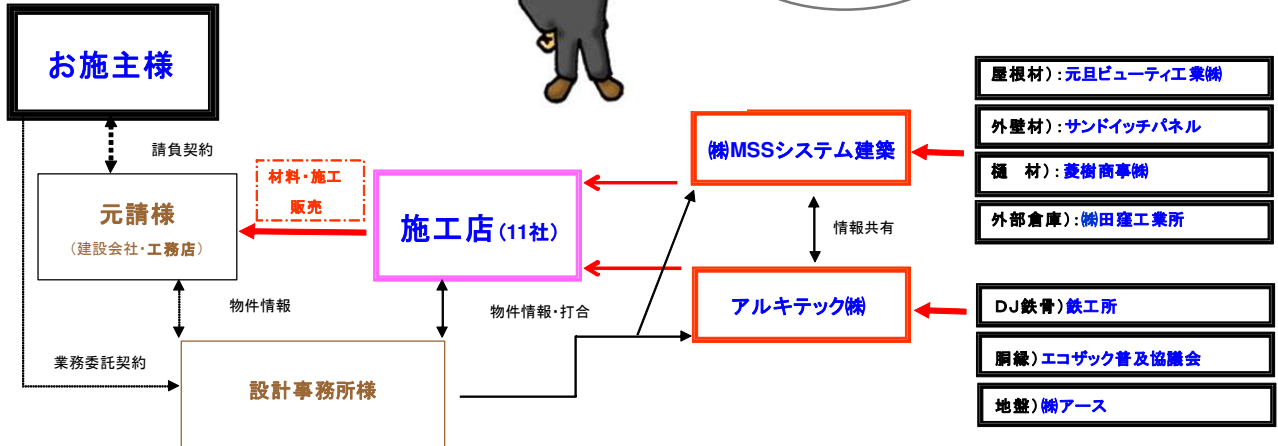 お施主様
請負契約
元請様
(建設会社・工務店)
材料・施工
販売
施工店(11社)
㈱MSSシステム建築
情報共有
アルキテック㈱
物件情報
物件情報・打合
業務委託契約
設計事務所様
屋根材):元旦ビューティ工業㈱
外壁材):サンドイッチパネル
樋 材):菱樹商事㈱
外部倉庫):㈱田窪工業所
DJ鉄骨)鉄工所
胴縁)エコザック普及協議会
地盤)㈱アース